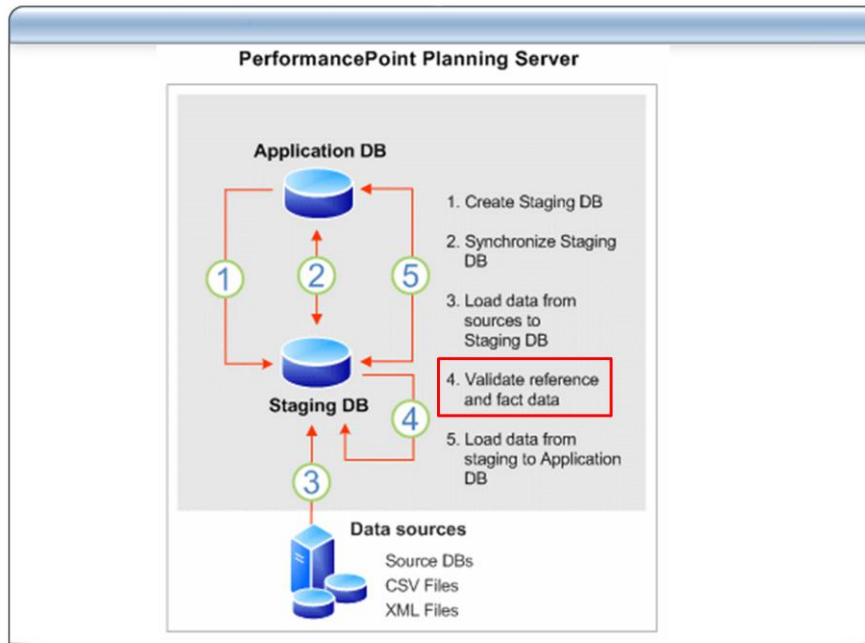 PerformancePoint Planning Server
Application DB
1
2
5
Staging DB
4
3
1. Create Staging DB
2. Synchronize Staging
DB
3. Load data from
sources to
Staging DB
4. Validate reference
and fact data
5. Load data from
staging to Application
DB
Data sources
Source DBs
CSV Files
XML Files